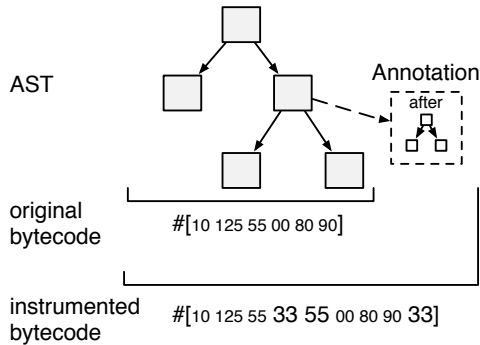 AST
Annotation
after
original
bytecode
#[10 125 55 00 80 90]
instrumented
bytecode
#[10 125 55 33 55 00 80 90 33]